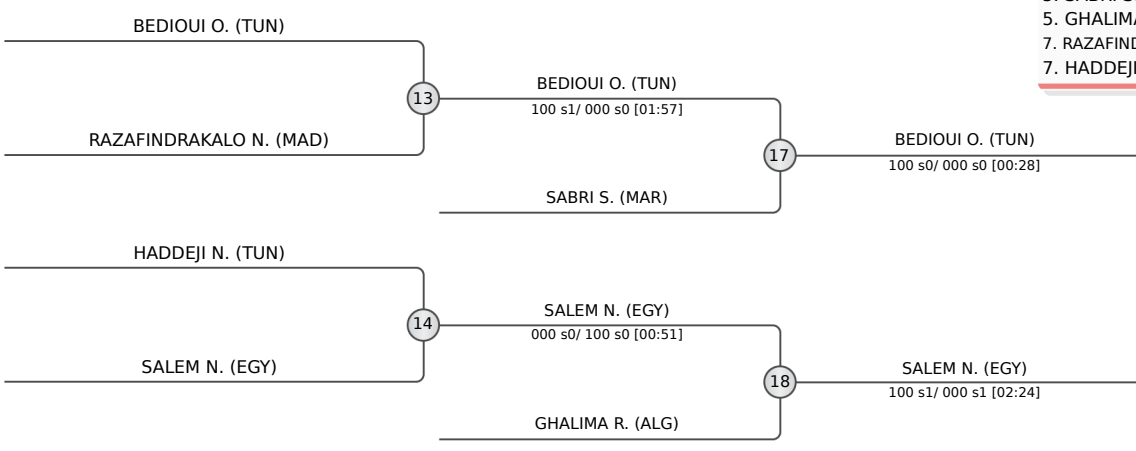 5. GHALIMA
7. RAZAFIND
7. HADDEJI
BEDIOUI O. (TUN)
13
RAZAFINDRAKALO N. (MAD)
BEDIOUI O. (TUN)
100 s1/ 000 s0 [01:57]
17
SABRI S. (MAR)
BEDIOUI O. (TUN)
100 s0/ 000 s0 [00:28]
HADDEJI N. (TUN)
14
SALEM N. (EGY)
SALEM N. (EGY)
000 s0/ 100 s0 [00:51]
18
GHALIMA R. (ALG)
SALEM N. (EGY)
100 s1/ 000 s1 [02:24]